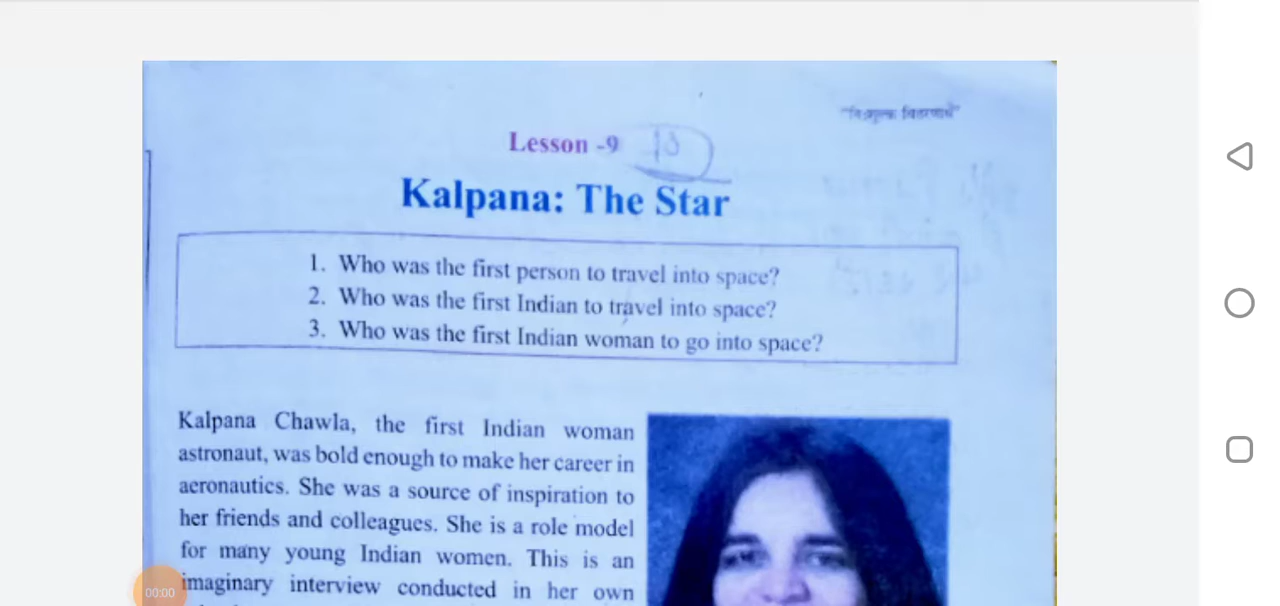 "निःशुल्क वितरणार्थ"
Lesson -9 10
Kalpana: The Star
1. Who was the first person to travel into space?
2. Who was the first Indian to travel into space?
3. Who was the first Indian woman to go into space?
Kalpana Chawla, the first Indian woman
astronaut, was bold enough to make her career in
aeronautics. She was a source of inspiration to
her friends and colleagues. She is a role model
for many young Indian women. This is an
imaginary interview conducted in her own
00:00